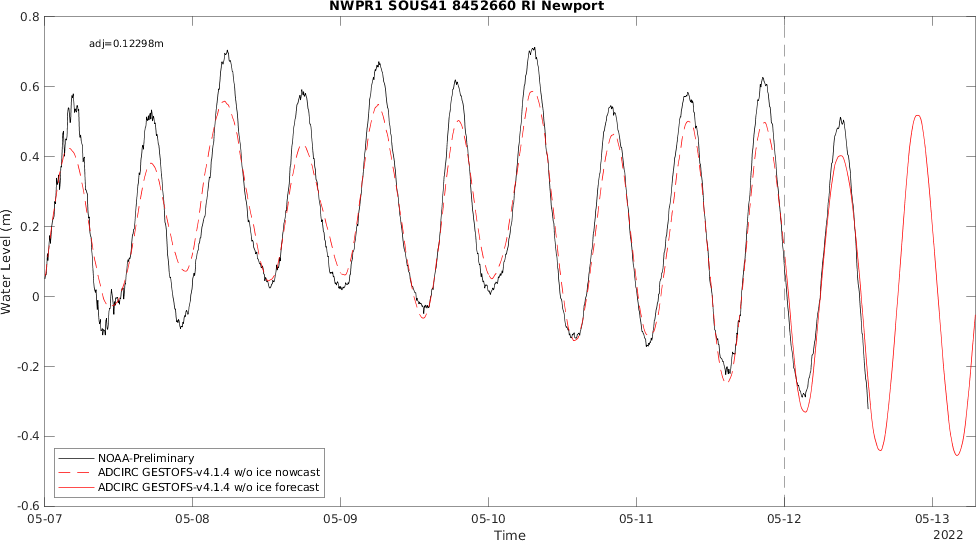 NWPR1 SOUS41 8452660 RI Newport
adj=0.12298m
0.8
0.6
0.4
0.2
0
-0.2
-0.4
-0.6
Water Level (m)
NOAA-Preliminary
ADCIRC GESTOFS-v4.1.4 w/o ice nowcast
ADCIRC GESTOFS-v4.1.4 w/o ice forecast
05-07 05-08 05-09 05-10 05-11 05-12 05-13
Time
2022